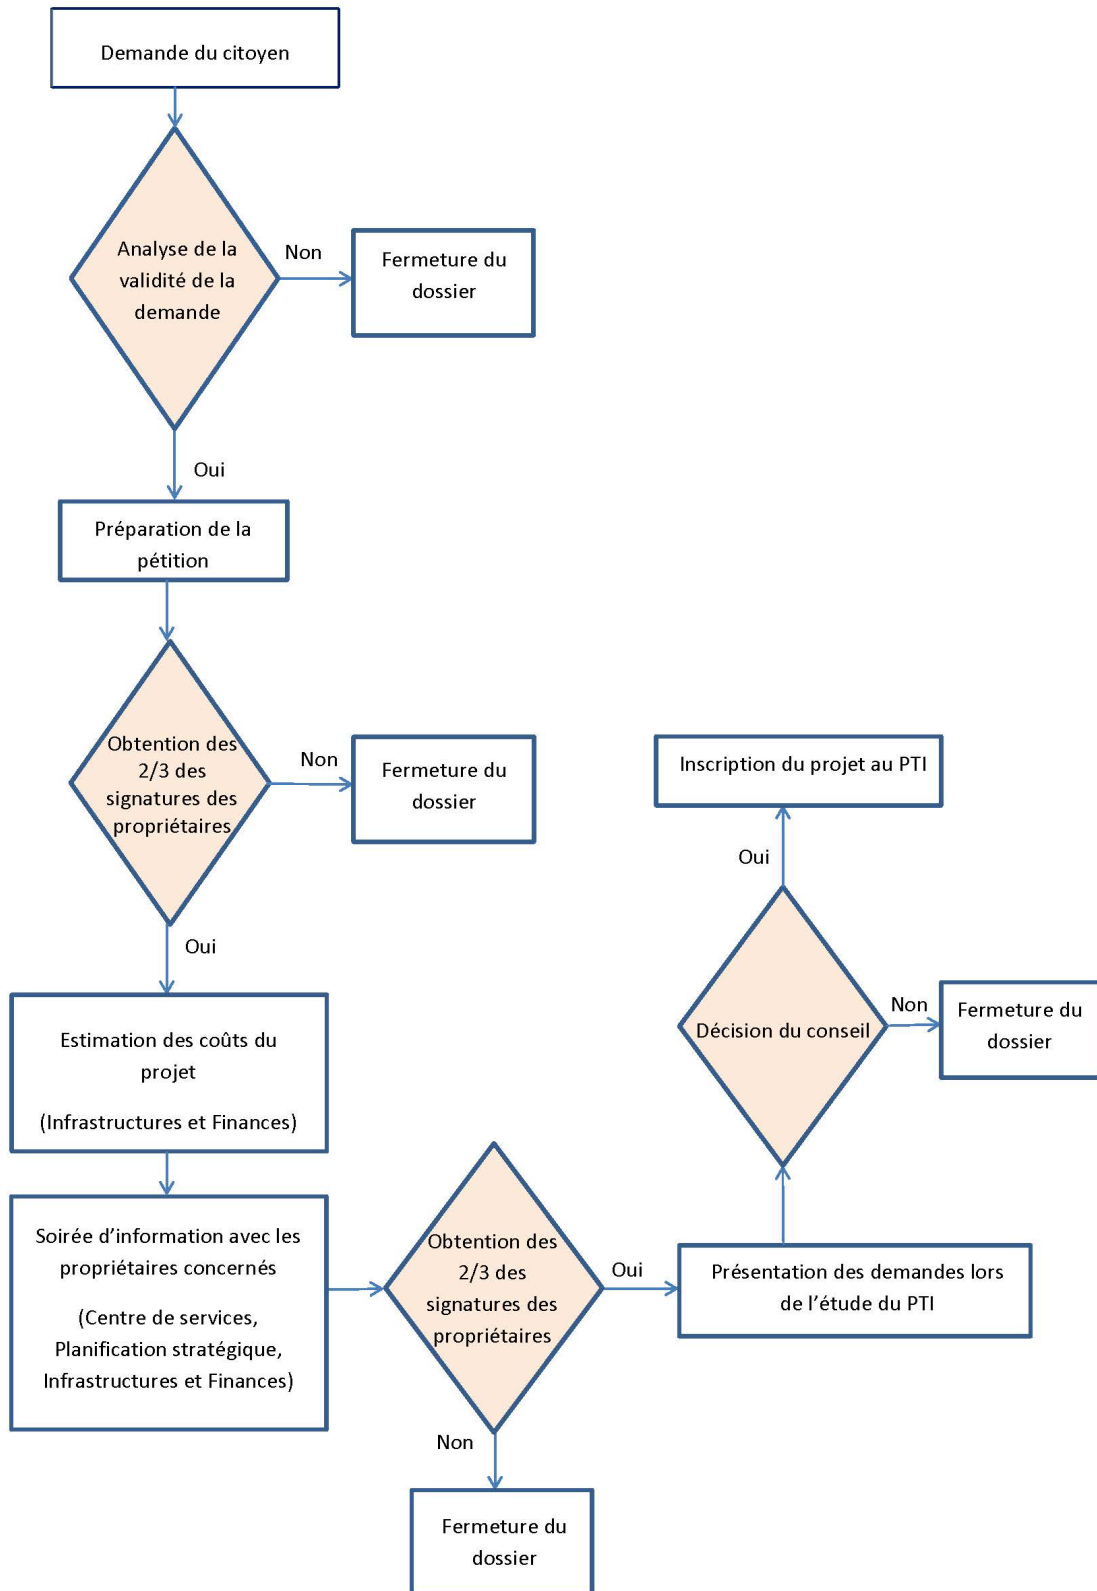 Demande du citoyen
Analyse de la
validité de la
demande
Non
Fermeture du
dossier
Oui
Préparation de la
pétition
Obtention des
2/3 des
signatures des
propriétaires
Non
Fermeture du
dossier
Oui
Estimation des coûts du
projet
(Infrastructures et Finances)
Soirée d’information avec les
propriétaires concernés
(Centre de services,
Planification stratégique,
Infrastructures et Finances)
Obtention des
2/3 des
signatures des
propriétaires
Non
Fermeture du
dossier
Oui
Présentation des demandes lors
de l’étude du PTI
Décision du conseil
Non
Fermeture du
dossier
Oui
Inscription du projet au PTI